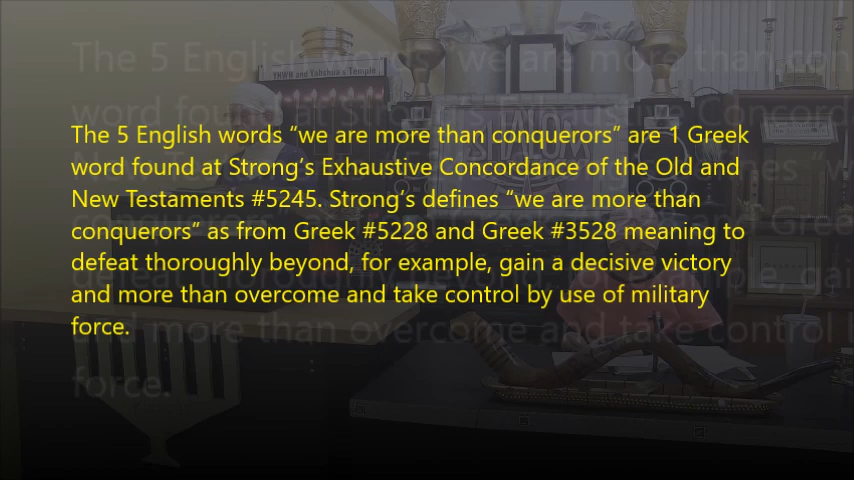 The 5 English words “we are more than conquerors” are 1 Greek
word found at Strong’s Exhaustive Concordance of the Old and
New Testaments #5245. Strong’s defines “we are more than
conquerors” as from Greek #5228 and Greek #3528 meaning to
defeat thoroughly beyond, for example, gain a decisive victory
and more than overcome and take control by use of military
force.
YHWH and Yahshua's Temple